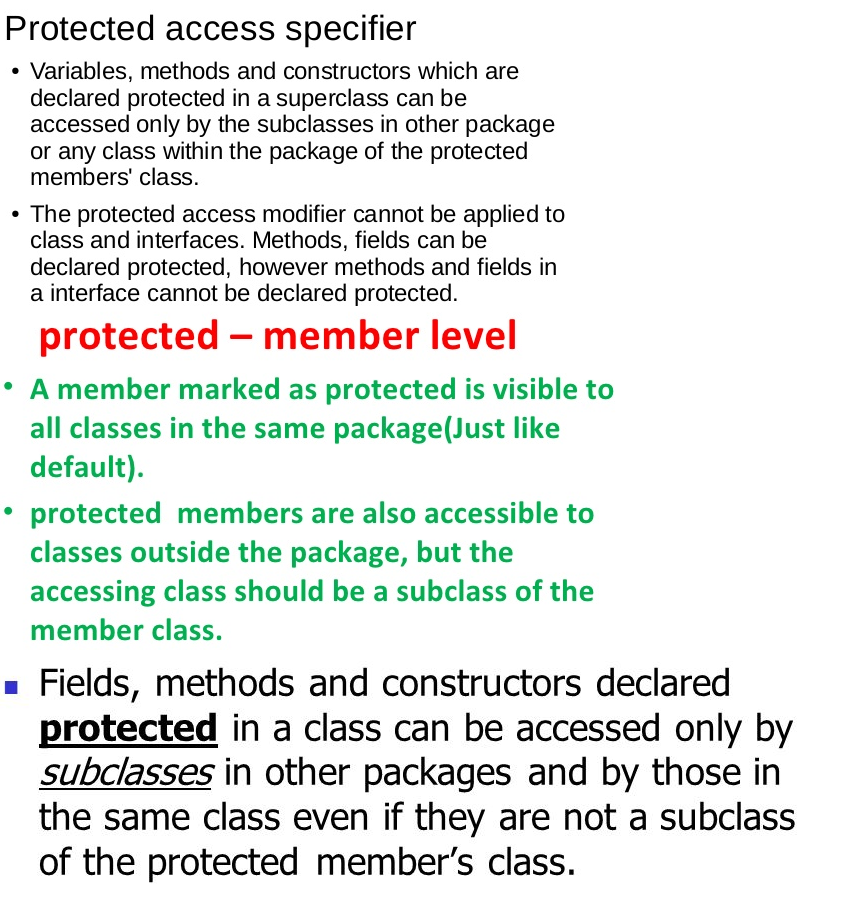 Protected access specifier
• Variables, methods and constructors which are
declared protected in a superclass can be
accessed only by the subclasses in other package
or any class within the package of the protected
members' class.
• The protected access modifier cannot be applied to
class and interfaces. Methods, fields can be
declared protected, however methods and fields in
a interface cannot be declared protected.
protected – member level
• A member marked as protected is visible to
all classes in the same package(Just like
default).
• protected  members are also accessible to
classes outside the package, but the
accessing class should be a subclass of the
member class.
■ Fields, methods and constructors declared
protected in a class can be accessed only by
subclasses in other packages and by those in
the same class even if they are not a subclass
of the protected member’s class.